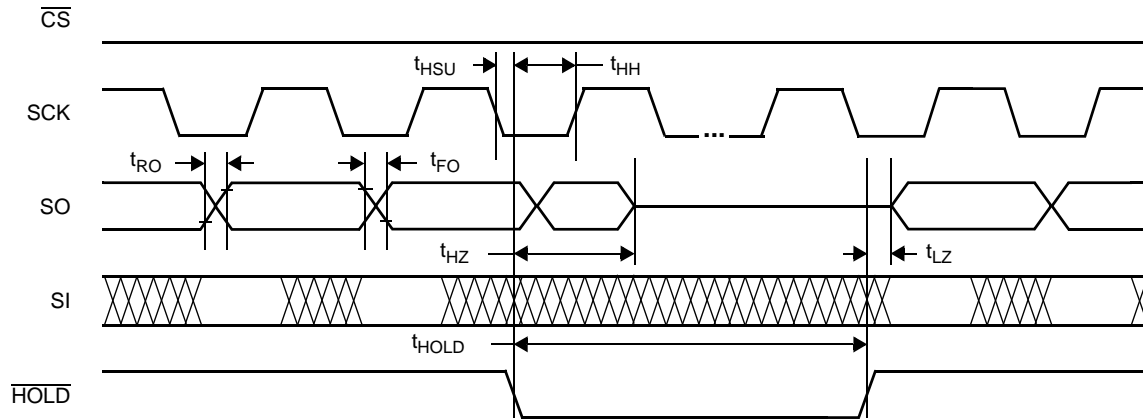 CS
tHSU
tHH
SCK
...
tRO
tFO
SO
tHZ
tLZ
SI
tHOLD
HOLD